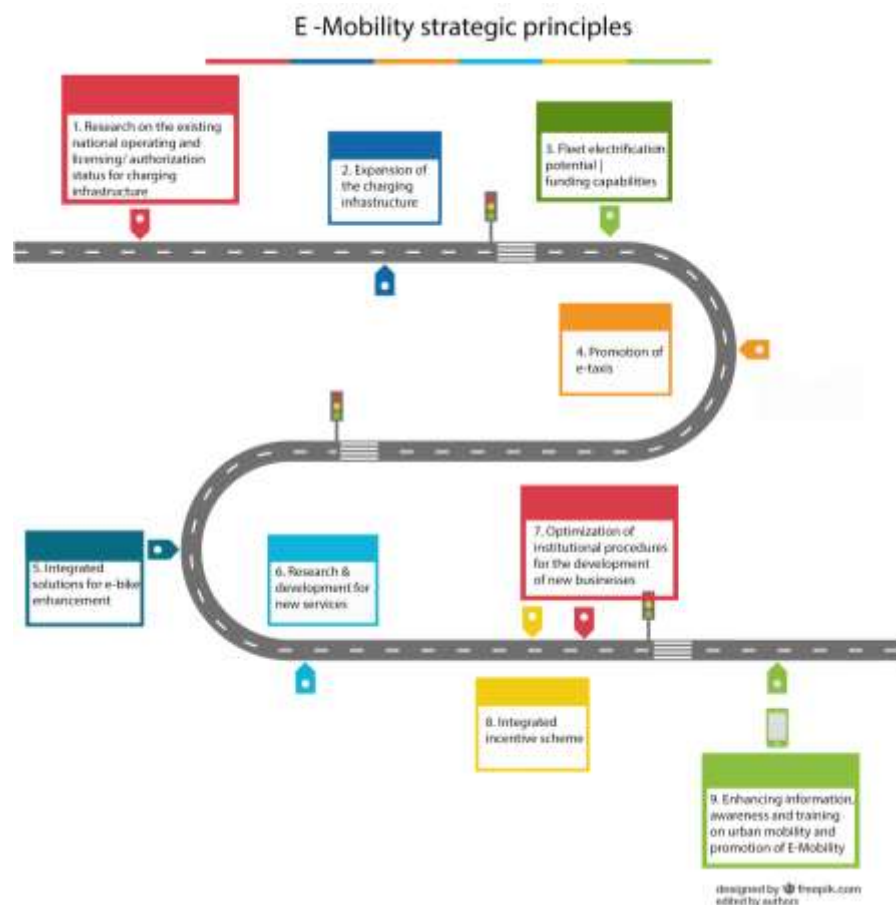 E -Mobility strategic principles
1. Research on the existing
national operating and
licensing/ authorization
status for charging
infrastructure
2. Expansion of
the charging
infrastructure
3. Fleet electrification
potential |
funding capabilities
4. Promotion of
e-taxis
5. Integrated
solutions for e-bike
enhancement
6. Research &
development for
new services
7. Optimization of
institutional procedures
for the development
of new businesses
8. Integrated
incentive scheme
9. Enhancing information,
awareness and training
on urban mobility and
promotion of E-Mobility
designed by freepik.com
edited by authors